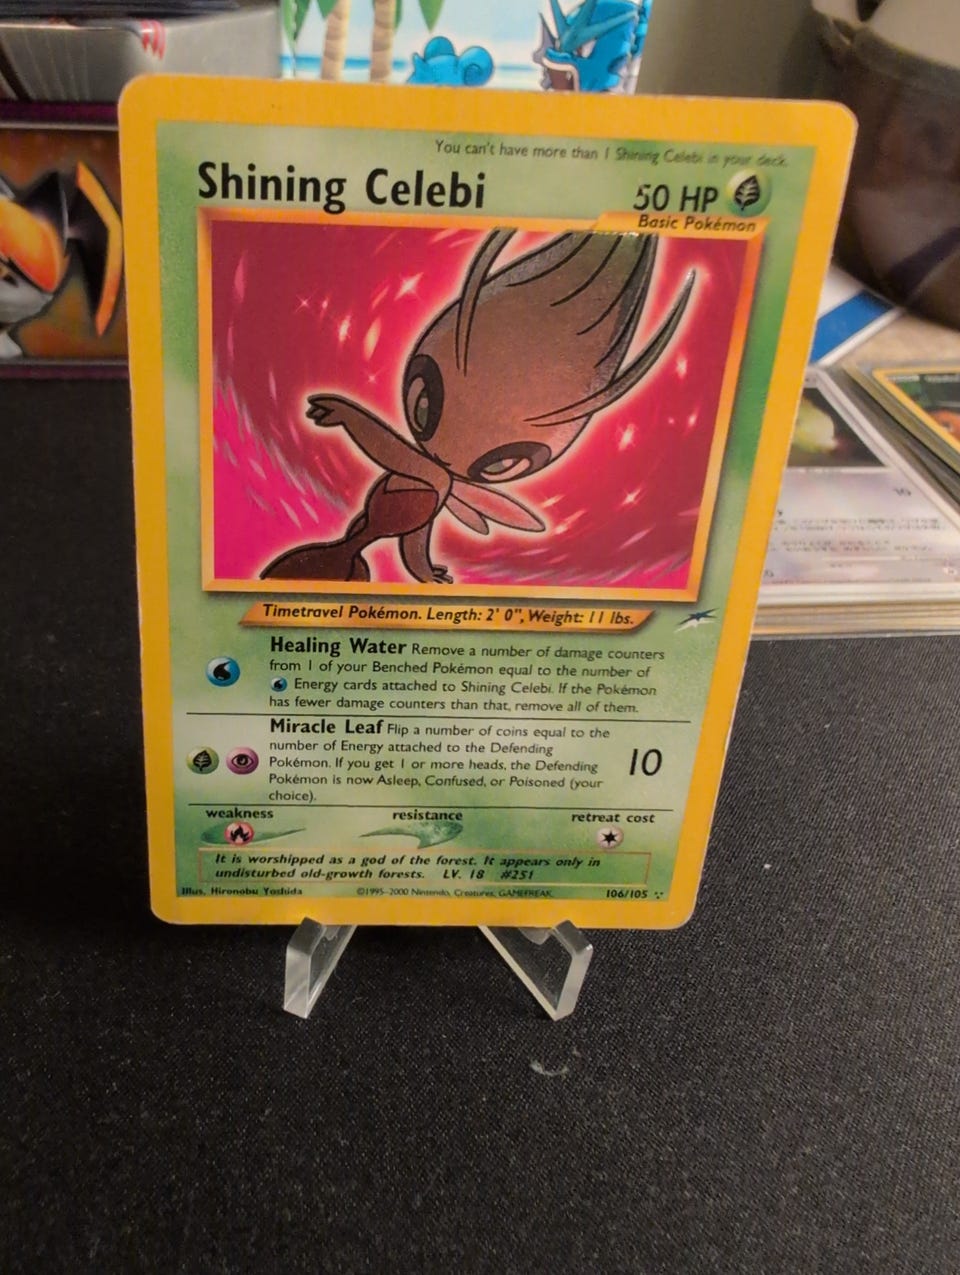 You can't have more than 1 Shining Celebi in your deck.
Shining Celebi
50 HP
Basic Pokémon
Timetravel Pokémon. Length: 2' 0", Weight: 11 lbs.
Healing Water Remove a number of damage counters
from 1 of your Benched Pokémon equal to the number of
Energy cards attached to Shining Celebi. If the Pokémon
has fewer damage counters than that, remove all of them.
Miracle Leaf Flip a number of coins equal to the
number of Energy attached to the Defending
Pokémon. If you get 1 or more heads, the Defending
Pokémon is now Asleep, Confused, or Poisoned (your
choice).
10
weakness
resistance
retreat cost
It is worshipped as a god of the forest. It appears only in
undisturbed old-growth forests. LV. 18 #251
Illus. Hironobu Yoshida
©1995-2000 Nintendo, Creatures, GAMEFREAK.
106/105